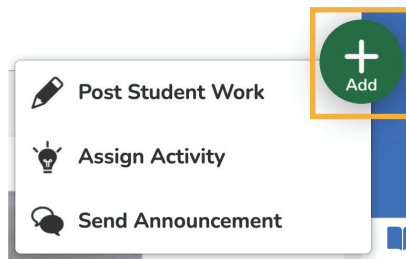 Add
Post Student Work
Assign Activity
Send Announcement